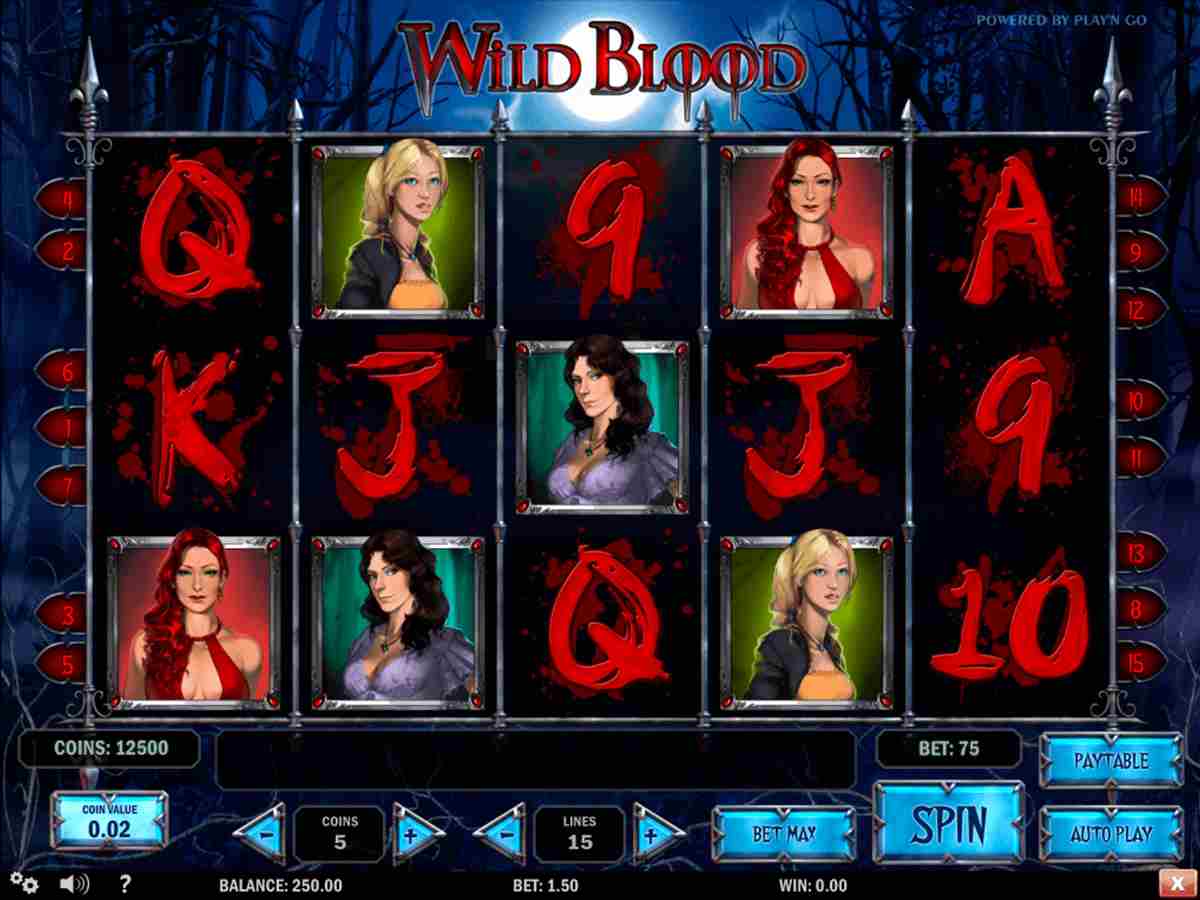 POWERED BY PLAY'N GO
WILD BLOOD
Q 9 A
4 14
2 9
12
K J J 9
6 10
1 11
7
Q 10
13
3 8
5 15
COINS: 12500 BET: 75
PAYTABLE
COIN VALUE
0.02
COINS
5
LINES
15
BET MAX
SPIN
AUTO PLAY
?
BALANCE: 250.00 BET: 1.50 WIN: 0.00
X